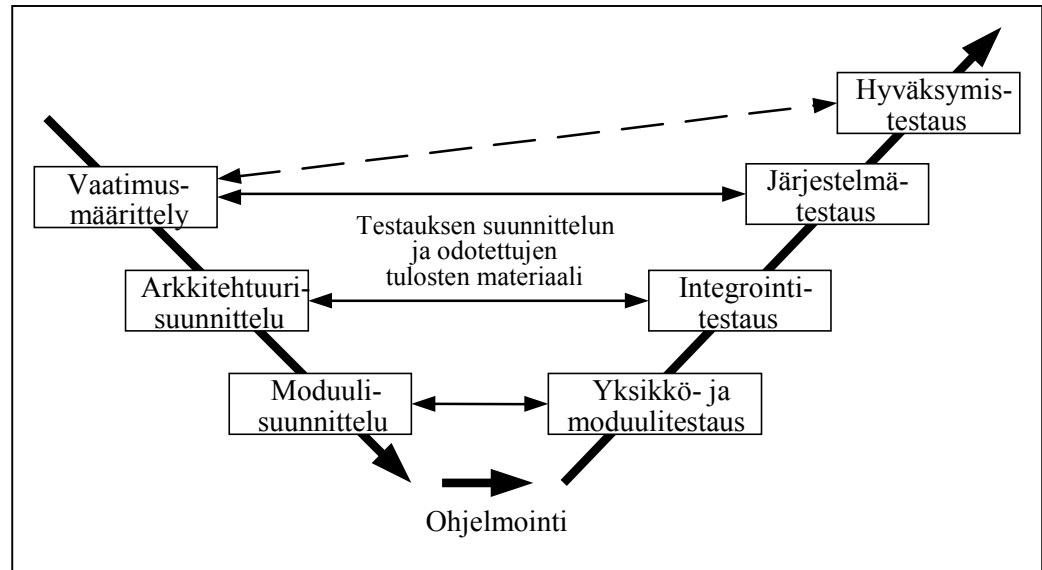 Hyväksymis-
testaus
Vaatimus-
määrittely
Järjestelmä-
testaus
Testauksen suunnittelun
ja odotettujen
tulosten materiaali
Arkkitehtuuri-
suunnittelu
Integrointi-
testaus
Moduuli-
suunnittelu
Yksikkö- ja
moduulitestaus
Ohjelmointi